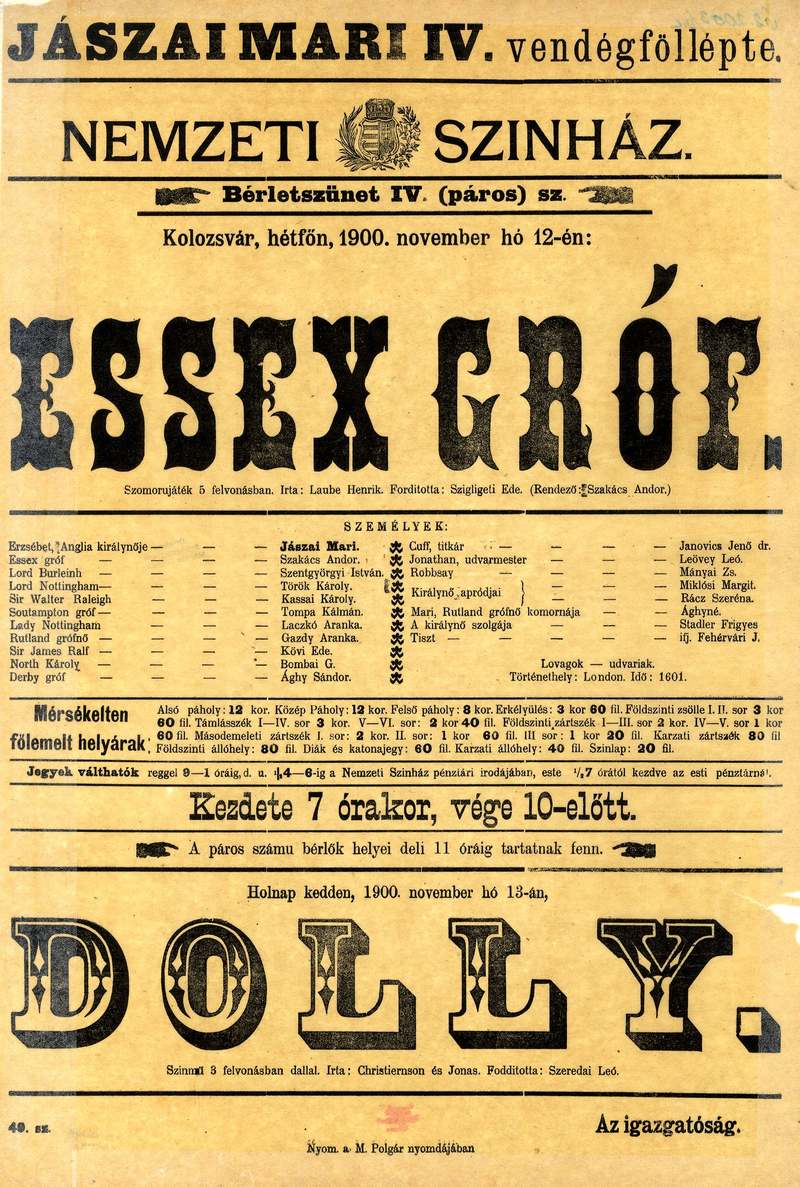 JÁSZAI MARI IV. vendégföllépte.
NEMZETI SZINHÁZ.
Bérletszünet IV. (páros) sz.
Kolozsvár, hétfőn, 1900. november hó 12-én:
ESSEX GRÓF.
Szomorujáték 5 felvonásban. Irta: Laube Henrik. Forditotta: Szigligeti Ede. (Rendező: Szakács Andor.)
SZEMÉLYEK:
Erzsébet, Anglia királynője — — — Jászai Mari.
Essex gróf — — — — Szakács Andor.
Lord Burleinh — — — — Szentgyörgyi István.
Lord Nottingham — — — — Török Károly.
Sir Walter Raleigh — — — Kassai Károly.
Soutampton gróf — — — — Tompa Kálmán.
Lady Nottingham — — — Laczkó Aranka.
Rutland grófnő — — — — Gazdy Aranka.
Sir James Ralf — — — — Kövi Ede.
North Károly — — — — Bombai G.
Derby gróf — — — — Ághy Sándor.
Cuff, titkár — — — — Janovics Jenő dr.
Jonathan, udvarmester — — — — Leövey Leó.
Robbsay — — — — Mányai Zs.
Királynő apródjai } — — — Miklósi Margit.
— — — Rácz Szeréna.
Mari, Rutland grófnő komornája — — — Ághyné.
A királynő szolgája — — — Stadler Frigyes
Tiszt — — — — — ifj. Fehérvári J.
Lovagok — udvariak.
Történethely: London. Idő: 1601.
Mérsékelten
fölemelt helyárak:
Alsó páholy: 12 kor. Közép Páholy: 12 kor. Felső páholy: 8 kor. Erkélyülés: 3 kor 60 fil. Földszinti zsölle I. II. sor 3 kor
60 fil. Támlásszék I—IV. sor 3 kor. V—VI. sor: 2 kor 40 fil. Földszinti zártszék I—III. sor 2 kor. IV—V. sor 1 kor
60 fil. Másodemeleti zártszék I. sor: 2 kor. II. sor: 1 kor 60 fil. III sor: 1 kor 20 fil. Karzati zártszék 80 fil
Földszinti állóhely: 80 fil. Diák és katonajegy: 60 fil. Karzati állóhely: 40 fil. Szinlap: 20 fil.
Jegyek válthatók reggel 9—1 óráig, d. u. 4—6-ig a Nemzeti Szinház pénztári irodájában, este 1/27 órától kezdve az esti pénztárnál.
Kezdete 7 órakor, vége 10-előtt.
A páros számu bérlők helyei deli 11 óráig tartatnak fenn.
Holnap kedden, 1900. november hó 13-án,
DOLLY.
Szinmű 3 felvonásban dallal. Irta: Christiernson és Jonas. Fodditotta: Szeredai Leó.
49. sz.
Az igazgatóság.
Nyom. a M. Polgár nyomdájában